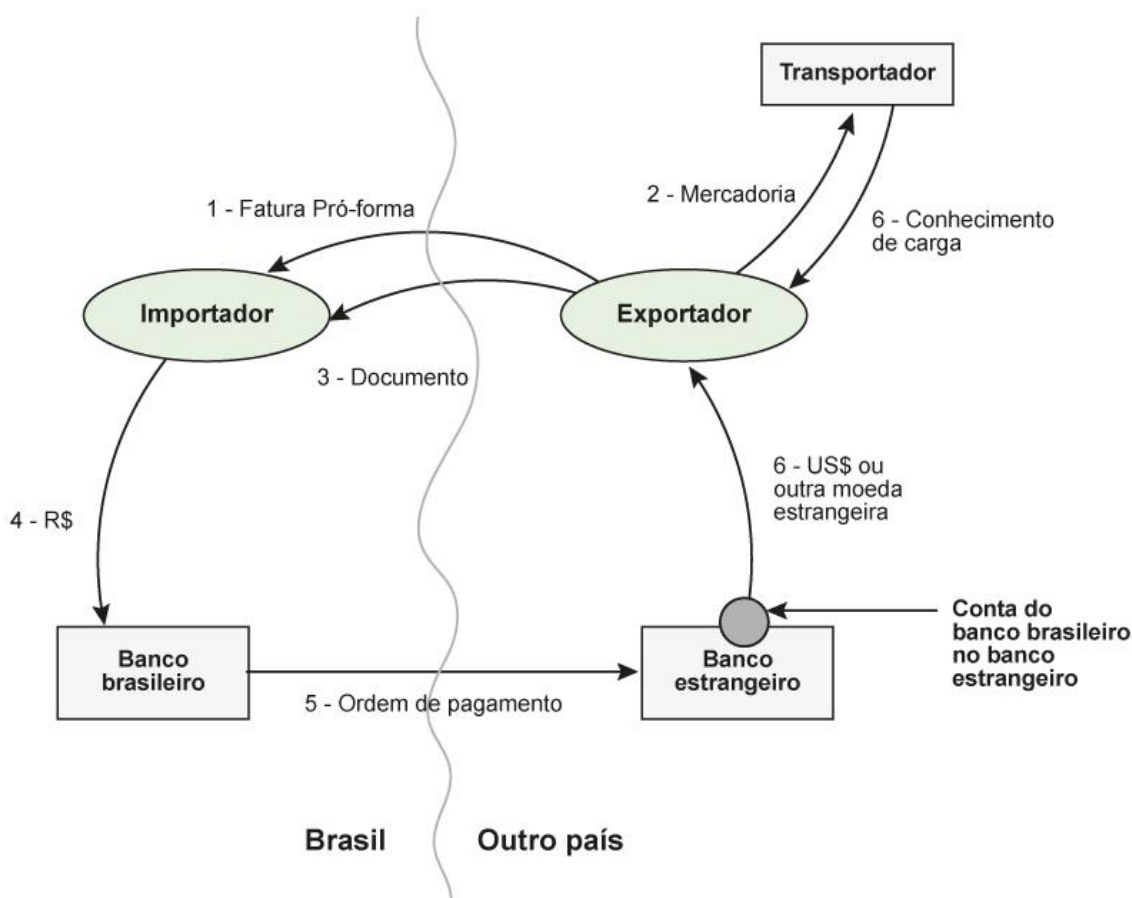 Transportador
2 - Mercadoria
1 - Fatura Pró-forma
6 - Conhecimento
de carga
Importador
Exportador
3 - Documento
6 - US$ ou
outra moeda
estrangeira
4 - R$
Banco
brasileiro
Banco
estrangeiro
Conta do
banco brasileiro
no banco
estrangeiro
5 - Ordem de pagamento
Brasil
Outro país